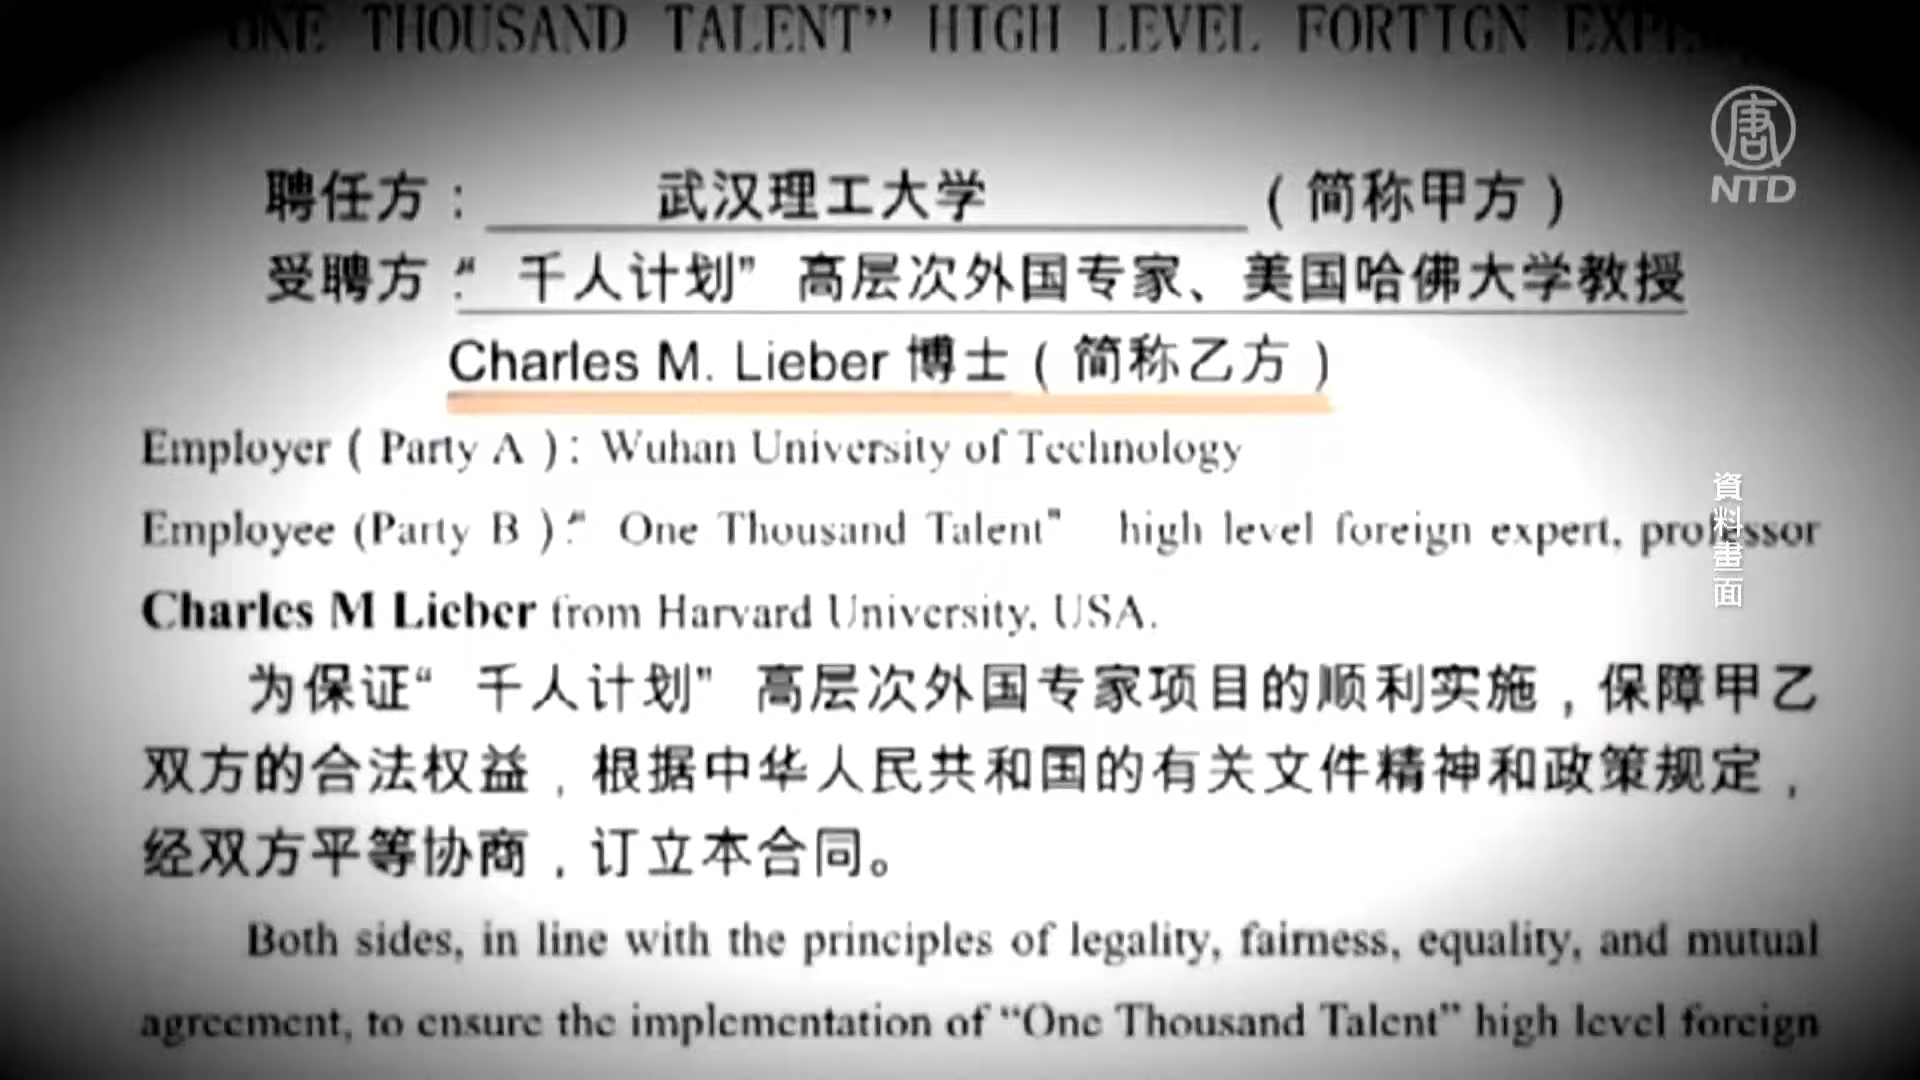 ONE THOUSAND TALENT” HIGH LEVEL FORTIGN
聘任方：武汉理工大学（简称甲方）
受聘方：“千人计划”高层次外国专家、美国哈佛大学教授
Charles M. Lieber 博士（简称乙方）
Employer ( Party A ): Wuhan University of Technology
Employee (Party B ):“ One Thousand Talent” high level foreign expert, professor
Charles M Lieber from Harvard University, USA.
为保证“千人计划”高层次外国专家项目的顺利实施，保障甲乙
双方的合法权益，根据中华人民共和国的有关文件精神和政策规定，
经双方平等协商，订立本合同。
Both sides, in line with the principles of legality, fairness, equality, and mutual
agreement, to ensure the implementation of “One Thousand Talent” high level foreign
唐
NTD
資料畫面